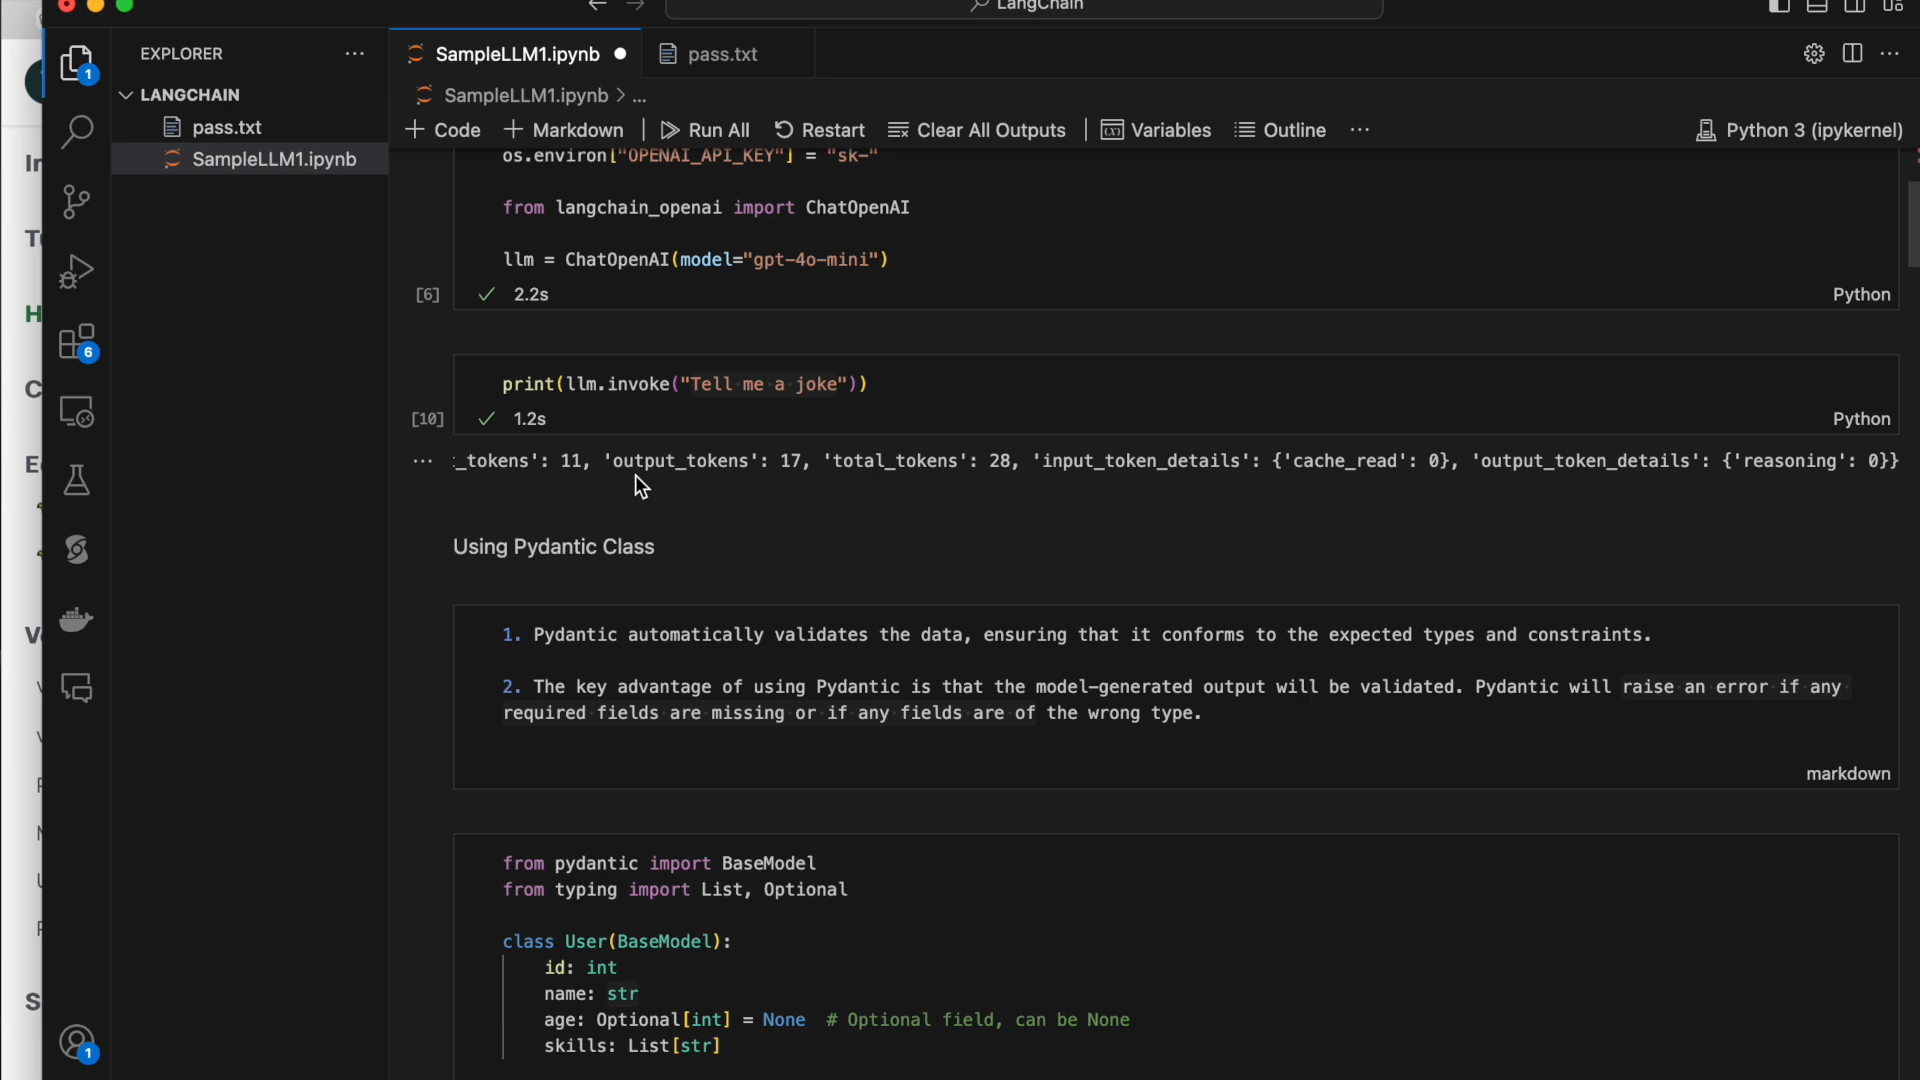 LangChain
EXPLORER
SampleLLM1.ipynb
pass.txt
1
LANGCHAIN
SampleLLM1.ipynb > ...
pass.txt
Code
Markdown
Run All
Restart
Clear All Outputs
Variables
Outline
Python 3 (ipykernel)
os.environ["OPENAI_API_KEY"] = "sk-"
SampleLLM1.ipynb
from langchain_openai import ChatOpenAI
llm = ChatOpenAI(model="gpt-4o-mini")
[6]
2.2s
Python
6
print(llm.invoke("Tell me a joke"))
[10]
1.2s
Python
... :_tokens': 11, 'output_tokens': 17, 'total_tokens': 28, 'input_token_details': {'cache_read': 0}, 'output_token_details': {'reasoning': 0}}
Using Pydantic Class
1. Pydantic automatically validates the data, ensuring that it conforms to the expected types and constraints.
2. The key advantage of using Pydantic is that the model-generated output will be validated. Pydantic will raise an error if any
required fields are missing or if any fields are of the wrong type.
markdown
from pydantic import BaseModel
from typing import List, Optional
class User(BaseModel):
id: int
name: str
age: Optional[int] = None # Optional field, can be None
skills: List[str]
1